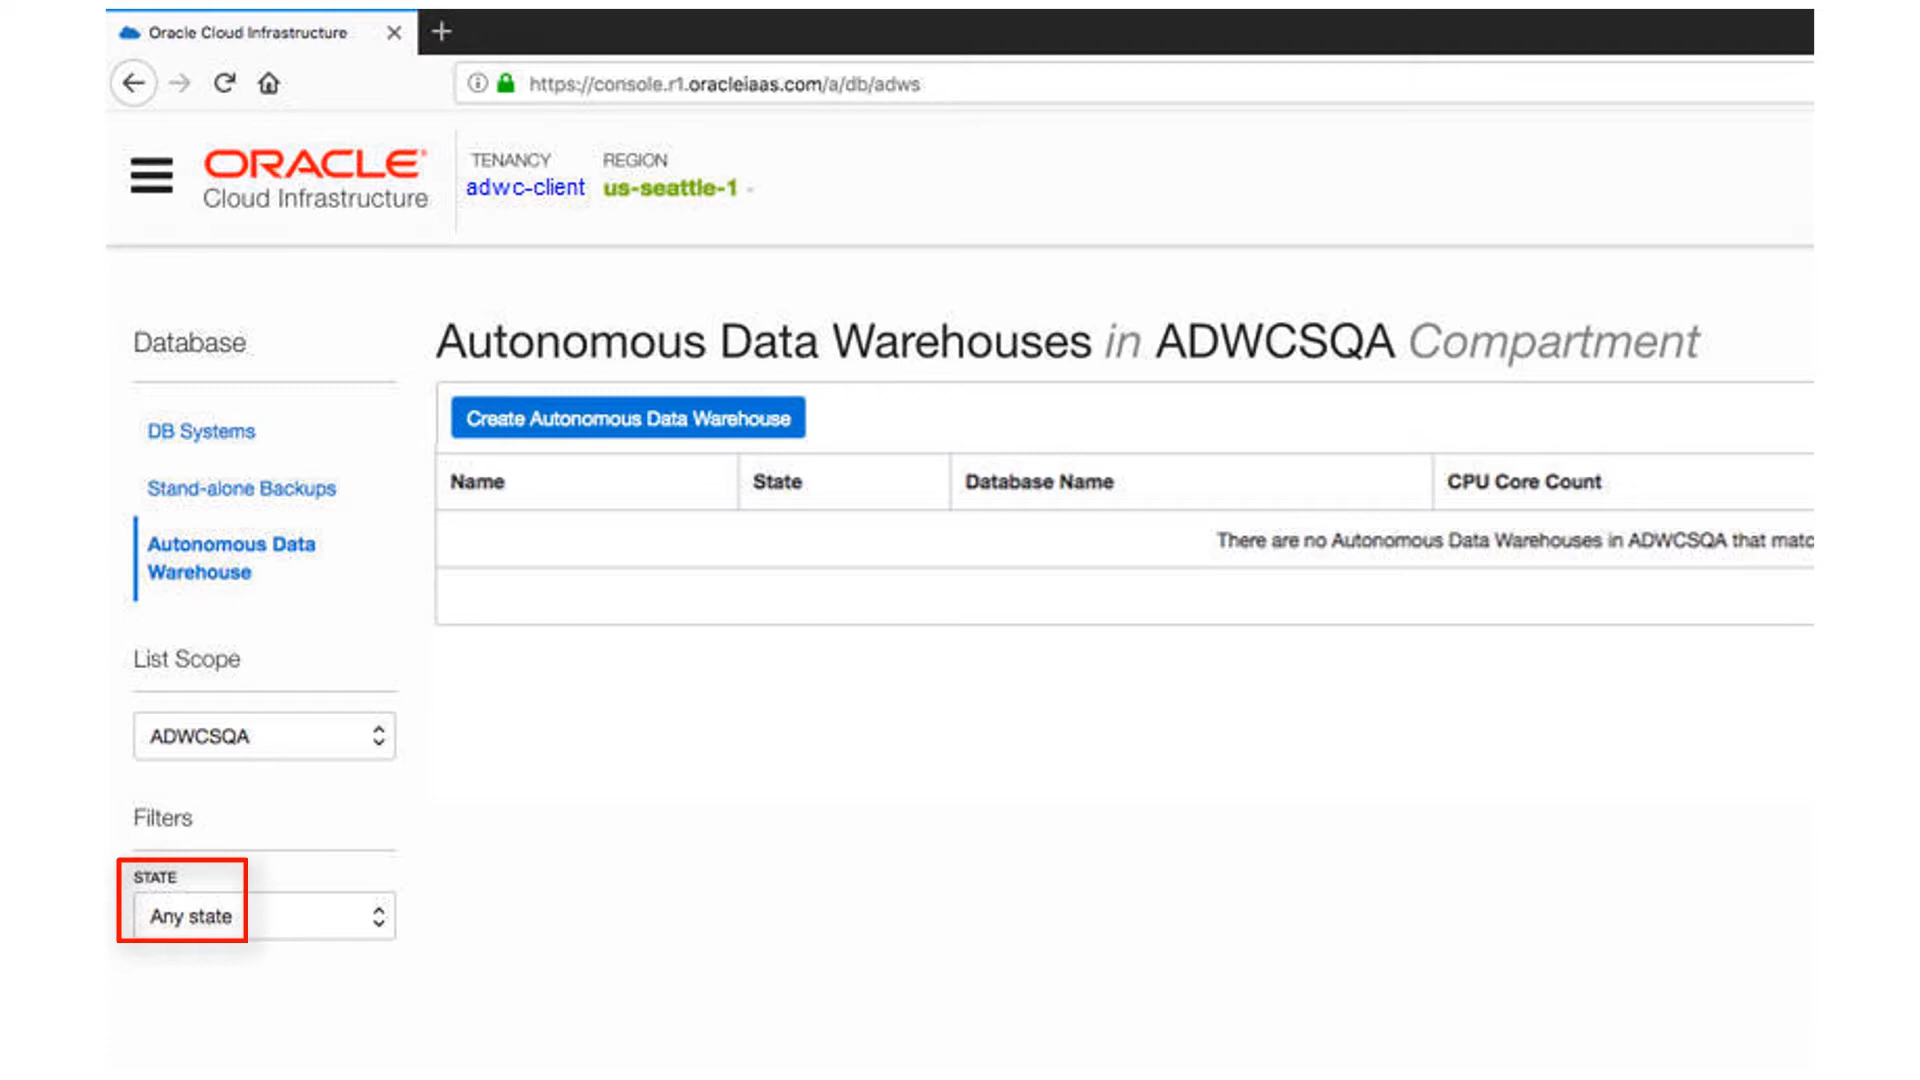 Oracle Cloud Infrastructure
https://console.r1.oracleiaas.com/a/db/adws
ORACLE
Cloud Infrastructure
TENANCY
adwc-client
REGION
us-seattle-1
Database
DB Systems
Stand-alone Backups
Autonomous Data
Warehouse
List Scope
ADWCSQA
Filters
STATE
Any state
Autonomous Data Warehouses in ADWCSQA Compartment
Create Autonomous Data Warehouse
Name State Database Name CPU Core Count
There are no Autonomous Data Warehouses in ADWCSQA that matc